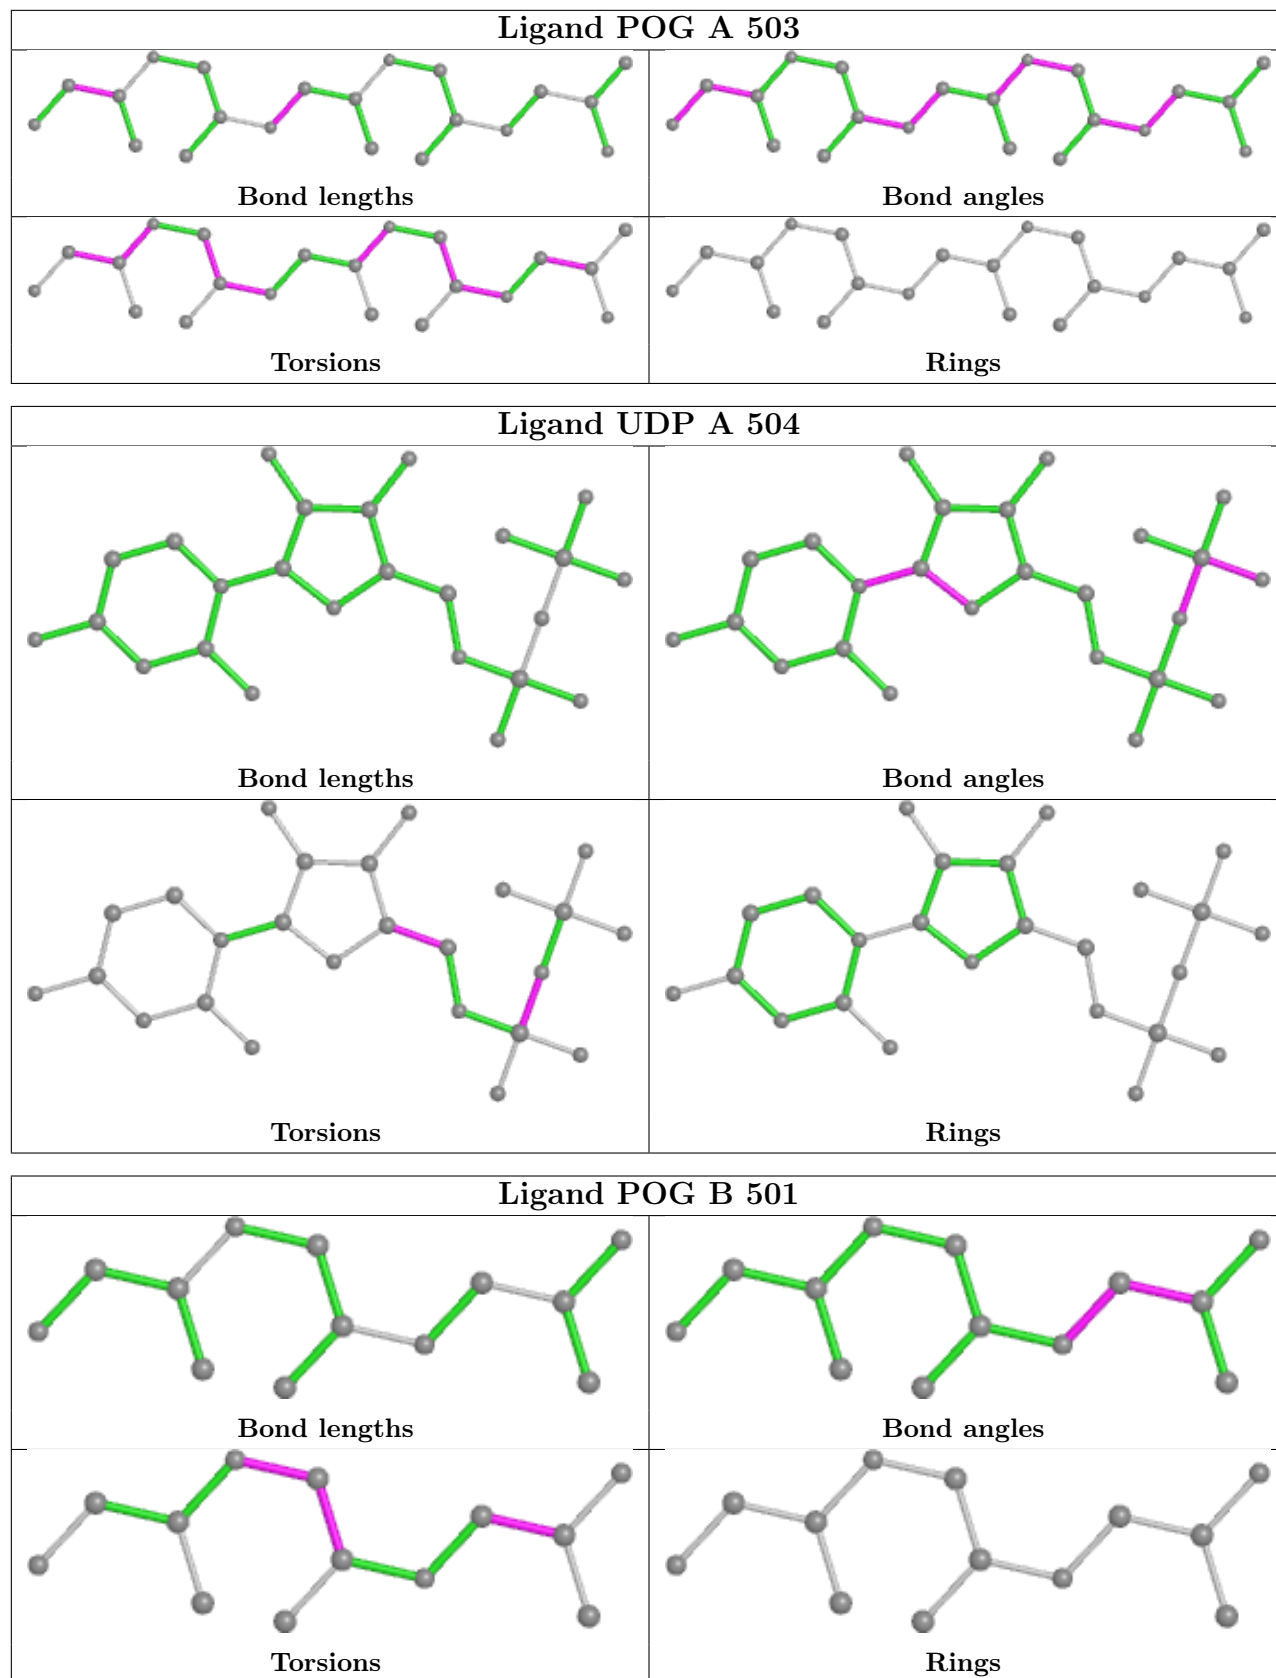 Ligand POG A 503
Bond lengths
Bond angles
Torsions
Rings
Ligand UDP A 504
Bond lengths
Bond angles
Torsions
Rings
Ligand POG B 501
Bond lengths
Bond angles
Torsions
Rings